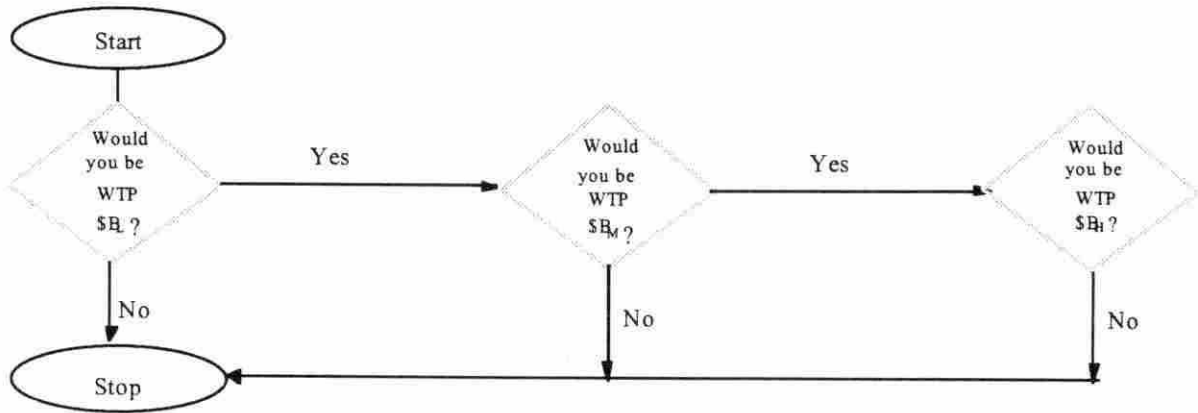 Start
Would
you be
WTP
$B_L?
Yes
Would
you be
WTP
$B_M?
Yes
Would
you be
WTP
$B_H?
No
No
No
Stop